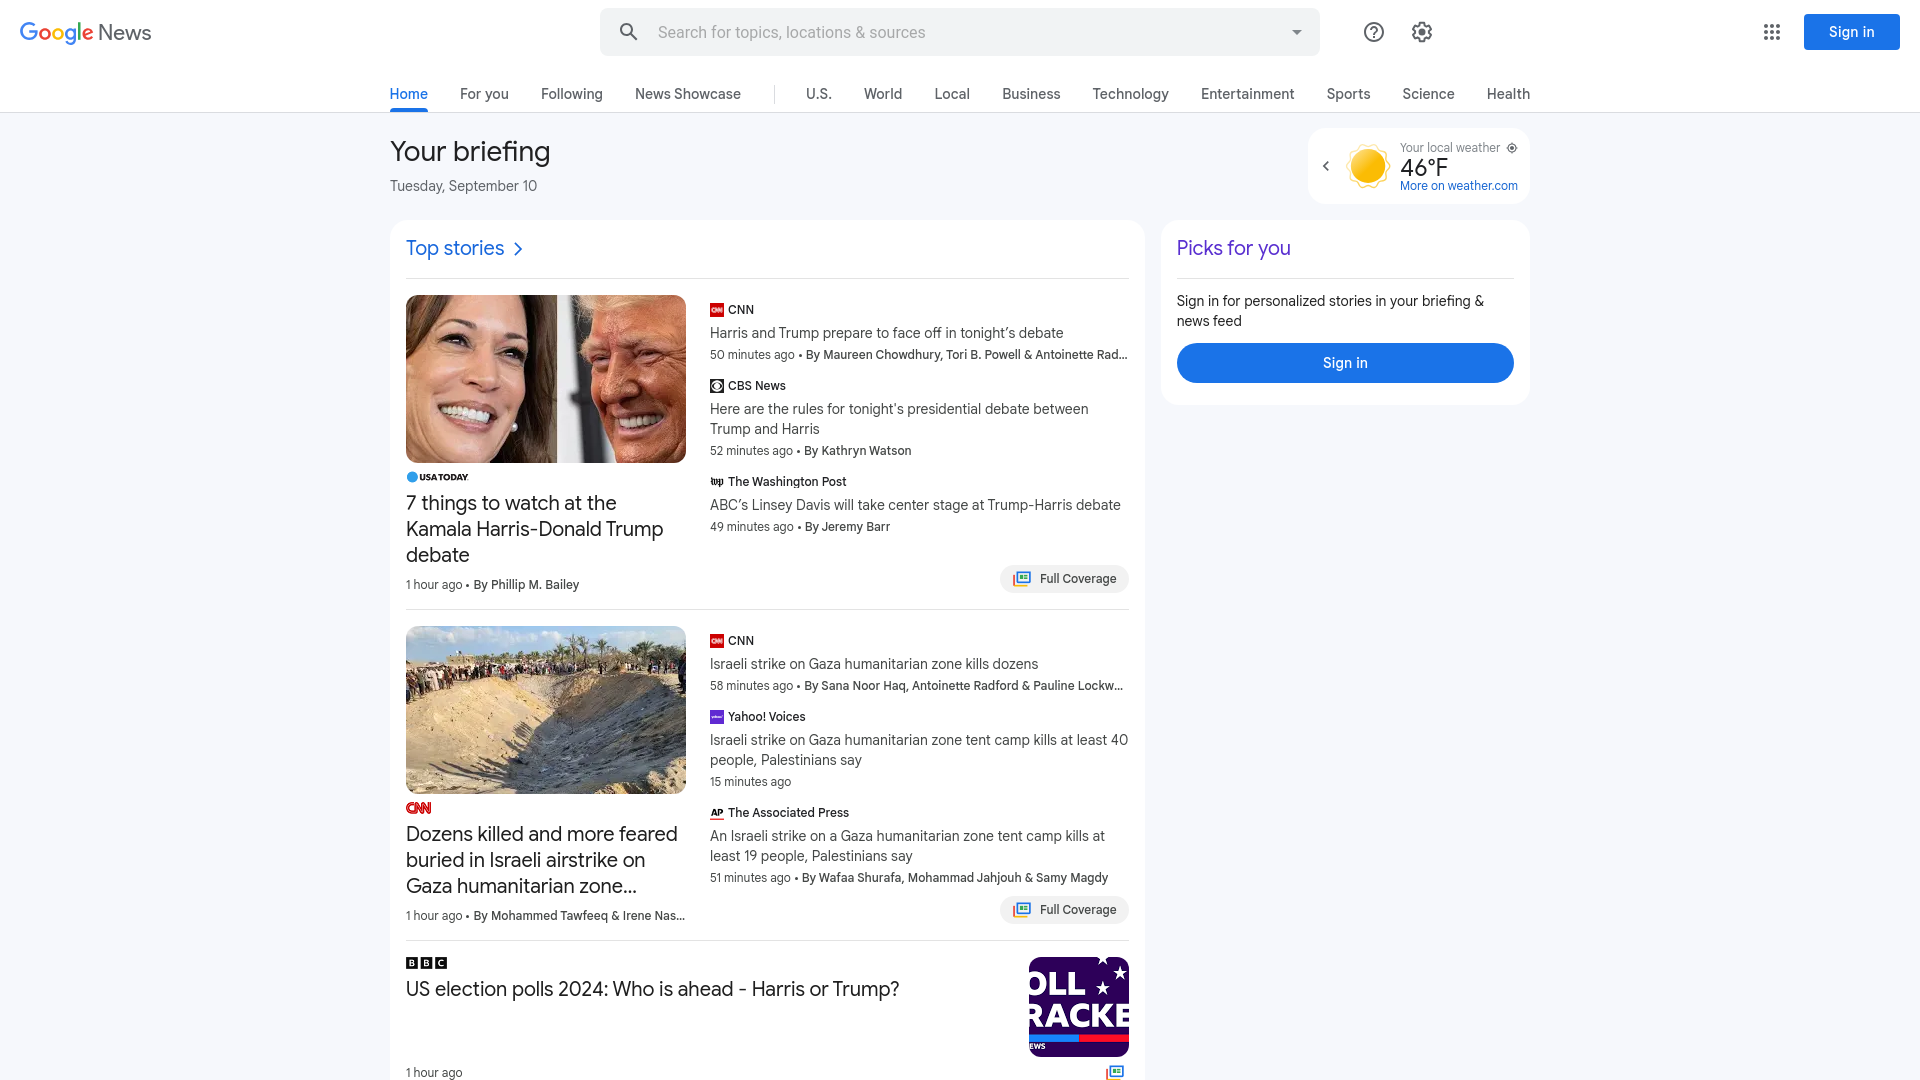 Google News
Search for topics, locations & sources
Sign in
Home
For you
Following
News Showcase
U.S.
World
Local
Business
Technology
Entertainment
Sports
Science
Health
Your briefing
Tuesday, September 10
Your local weather
46°F
More on weather.com
Top stories
USA TODAY
7 things to watch at the
Kamala Harris-Donald Trump
debate
1 hour ago • By Phillip M. Bailey
CNN
Harris and Trump prepare to face off in tonight’s debate
50 minutes ago • By Maureen Chowdhury, Tori B. Powell & Antoinette Rad...
CBS News
Here are the rules for tonight's presidential debate between
Trump and Harris
52 minutes ago • By Kathryn Watson
The Washington Post
ABC’s Linsey Davis will take center stage at Trump-Harris debate
49 minutes ago • By Jeremy Barr
Full Coverage
CNN
Dozens killed and more feared
buried in Israeli airstrike on
Gaza humanitarian zone...
1 hour ago • By Mohammed Tawfeeq & Irene Nas...
CNN
Israeli strike on Gaza humanitarian zone kills dozens
58 minutes ago • By Sana Noor Haq, Antoinette Radford & Pauline Lockw...
Yahoo! Voices
Israeli strike on Gaza humanitarian zone tent camp kills at least 40
people, Palestinians say
15 minutes ago
AP The Associated Press
An Israeli strike on a Gaza humanitarian zone tent camp kills at
least 19 people, Palestinians say
51 minutes ago • By Wafaa Shurafa, Mohammad Jahjouh & Samy Magdy
Full Coverage
BBC
US election polls 2024: Who is ahead - Harris or Trump?
1 hour ago
OLL
RACKE
EWS
Picks for you
Sign in for personalized stories in your briefing &
news feed
Sign in